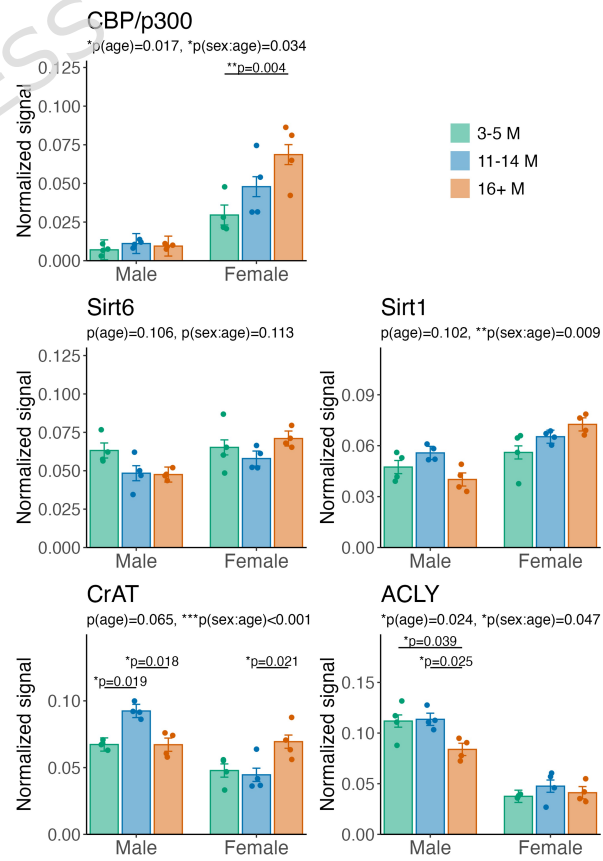 CBP/p300
*p(age)=0.017, *p(sex:age)=0.034
**p=0.004
Normalized signal
0.125
0.100
0.075
0.050
0.025
0.000
Male
Female
3-5 M
11-14 M
16+ M
Sirt6
p(age)=0.106, p(sex:age)=0.113
Normalized signal
0.125
0.100
0.075
0.050
0.025
0.000
Male
Female
Sirt1
p(age)=0.102, **p(sex:age)=0.009
Normalized signal
0.09
0.06
0.03
0.00
Male
Female
CrAT
p(age)=0.065, ***p(sex:age)<0.001
*p=0.018
*p=0.021
*p=0.019
Normalized signal
0.10
0.05
0.00
Male
Female
ACLY
*p(age)=0.024, *p(sex:age)=0.047
*p=0.039
*p=0.025
Normalized signal
0.15
0.10
0.05
0.00
Male
Female